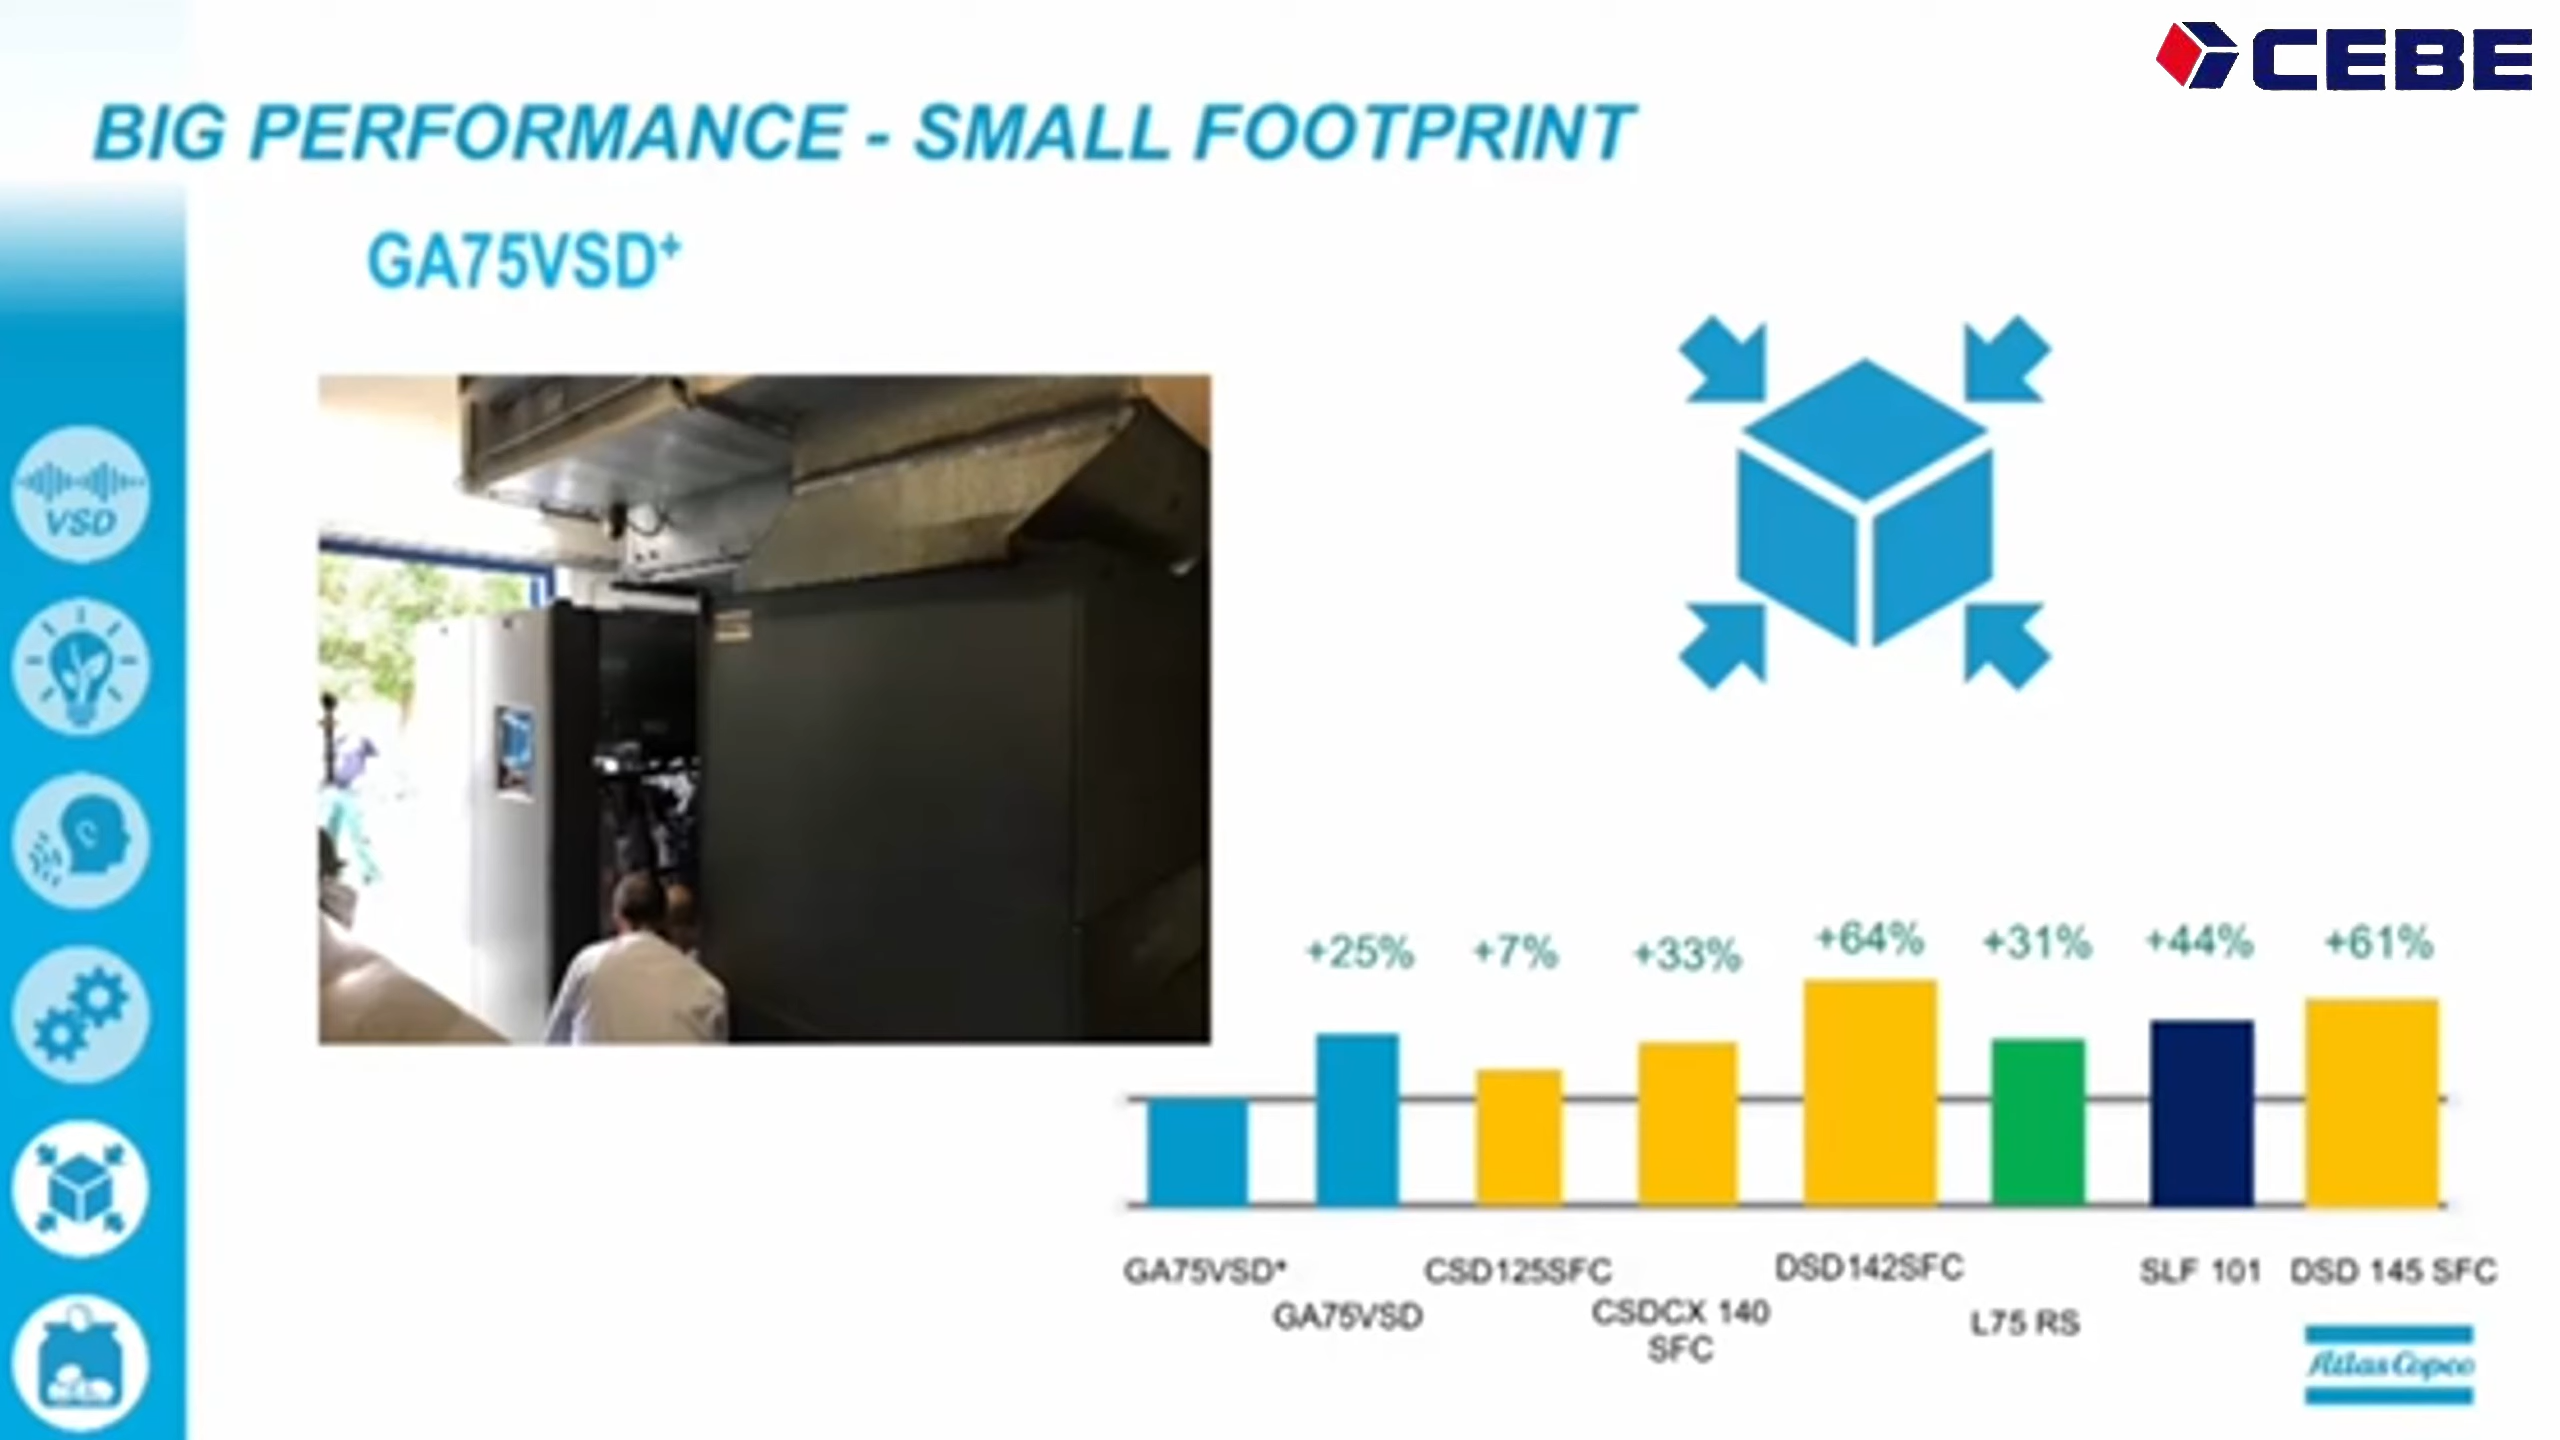 CEBE
BIG PERFORMANCE - SMALL FOOTPRINT
GA75VSD+
VSD
+25%
+7%
+33%
+64%
+31%
+44%
+61%
GA75VSD+
GA75VSD
CSD125SFC
CSDCX 140
SFC
DSD142SFC
L75 RS
SLF 101
DSD 145 SFC
Atlas Copco